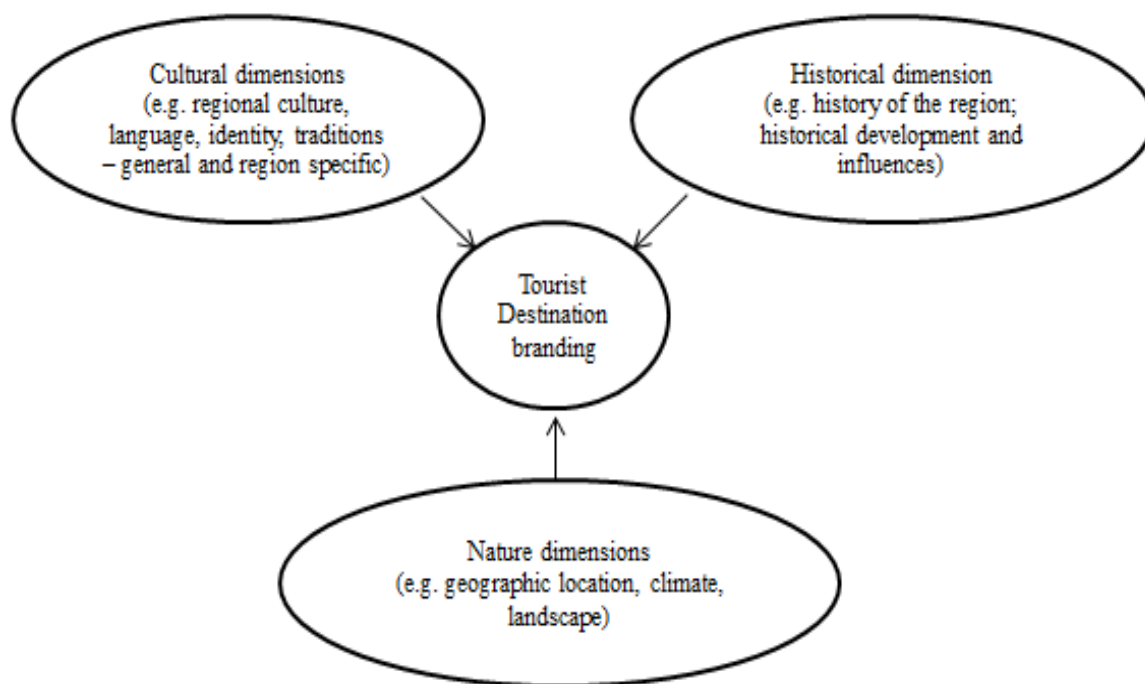 Cultural dimensions
(e.g. regional culture,
language, identity, traditions
– general and region specific)
Historical dimension
(e.g. history of the region;
historical development and
influences)
Tourist
Destination
branding
Nature dimensions
(e.g. geographic location, climate,
landscape)